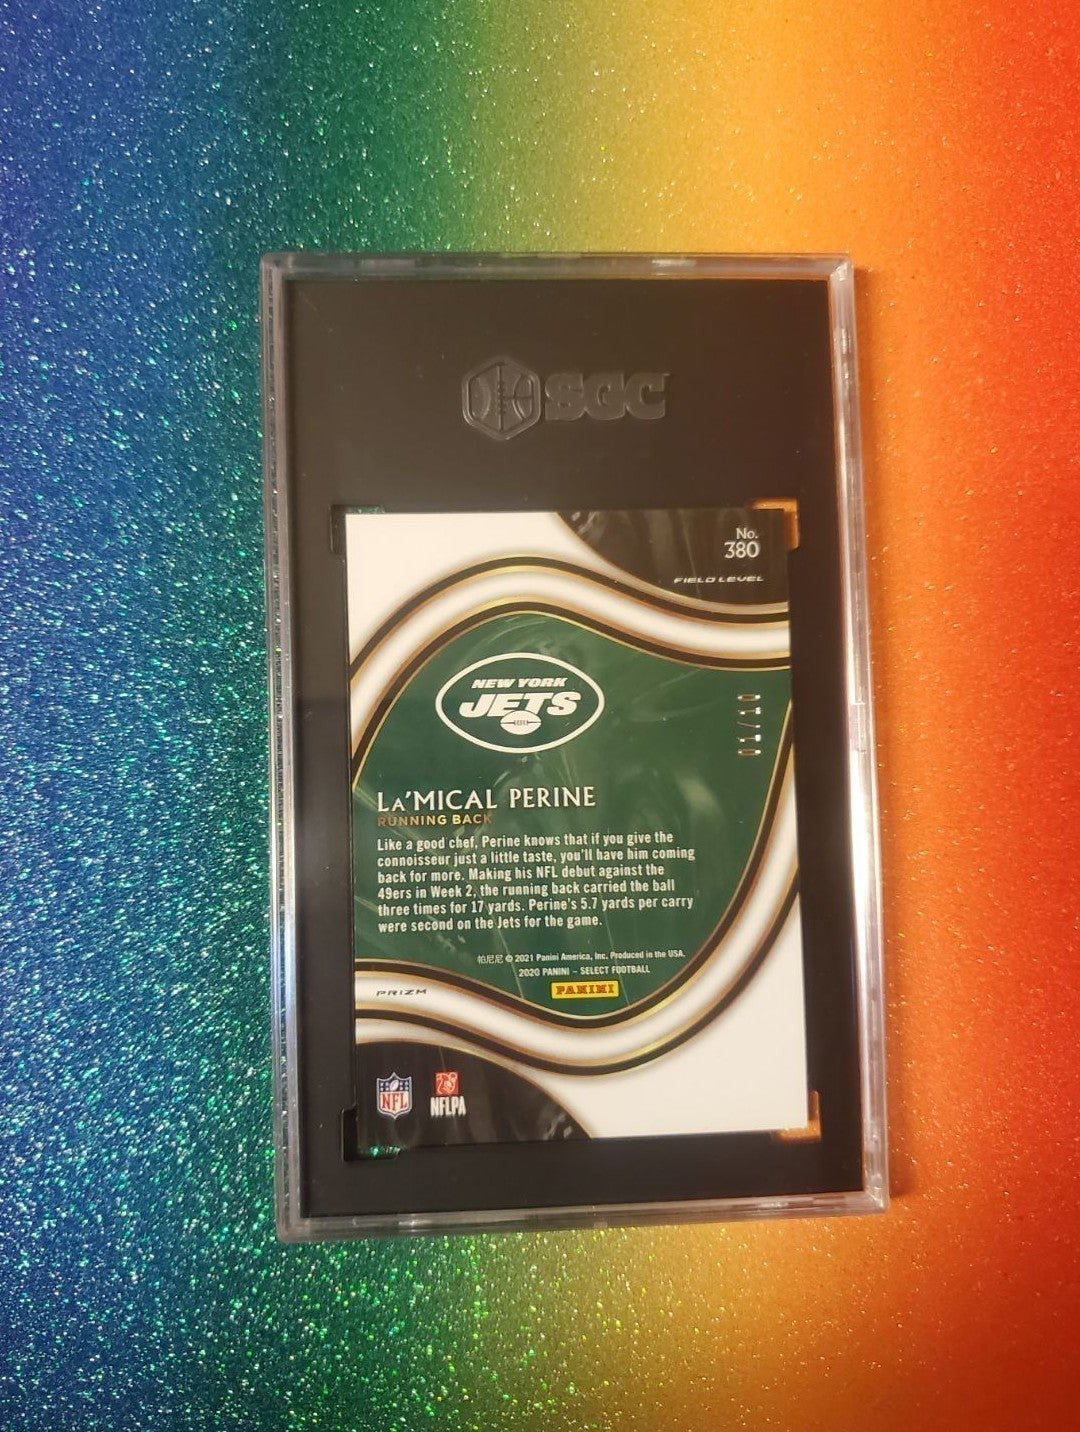 SGC
No.
380
FIELD LEVEL
NEW YORK
JETS
01/10
LA'MICAL PERINE
RUNNING BACK
Like a good chef, Perine knows that if you give the
connoisseur just a little taste, you'll have him coming
back for more. Making his NFL debut against the
49ers in Week 2, the running back carried the ball
three times for 17 yards. Perine's 5.7 yards per carry
were second on the Jets for the game.
帕尼尼 © 2021 Panini America, Inc. Produced in the USA.
2020 PANINI – SELECT FOOTBALL
PANINI
PRIZM
NFL
NFLPA